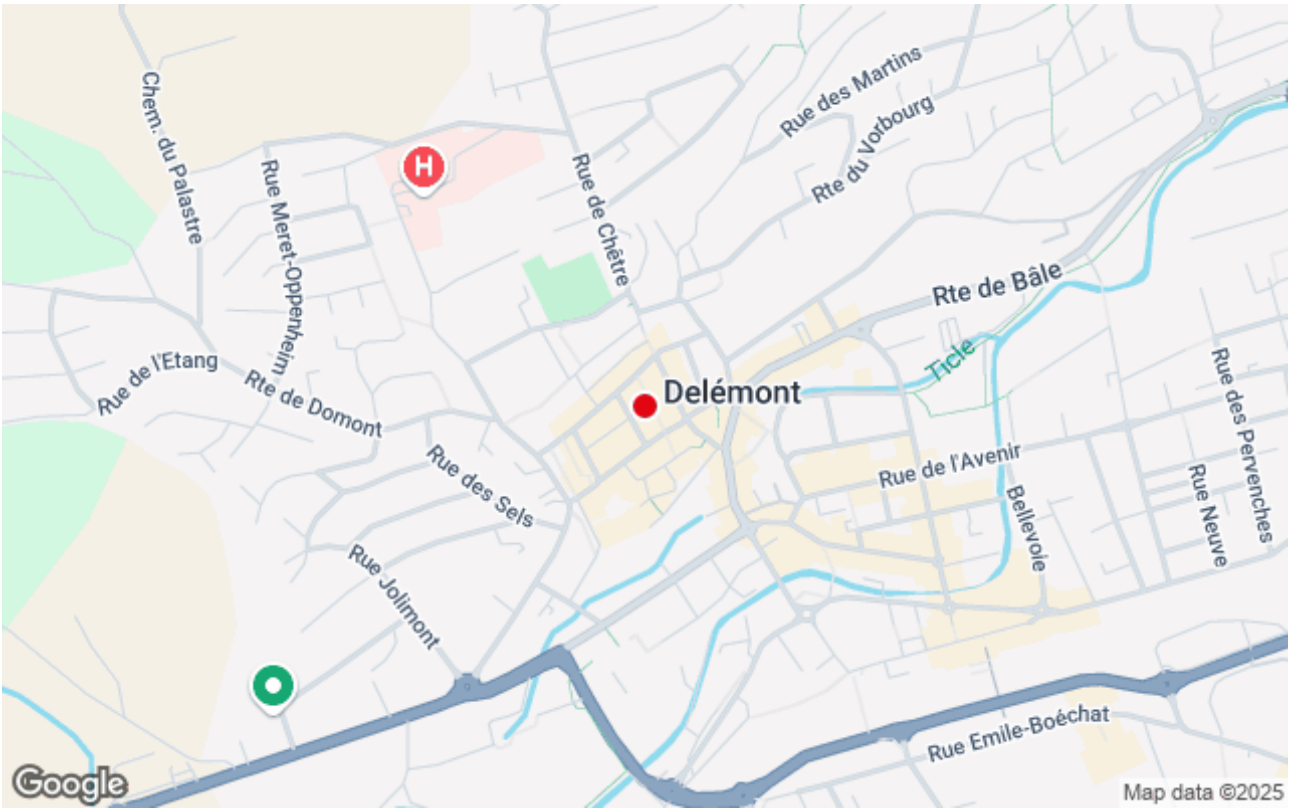 Chem. du Palastre
Rue Meret-Oppenheim
H
Rue de Chêtre
Rue des Martins
Rte du Vorbourg
Rte de Bâle
Ticle
Rue de l'Etang
Rte de Domont
Delémont
Rue des Sels
Rue de l'Avenir
Bellevoie
Rue des Pervenches
Rue Neuve
Rue Jolimont
Rue Emile-Boéchat
Google
Map data ©2025